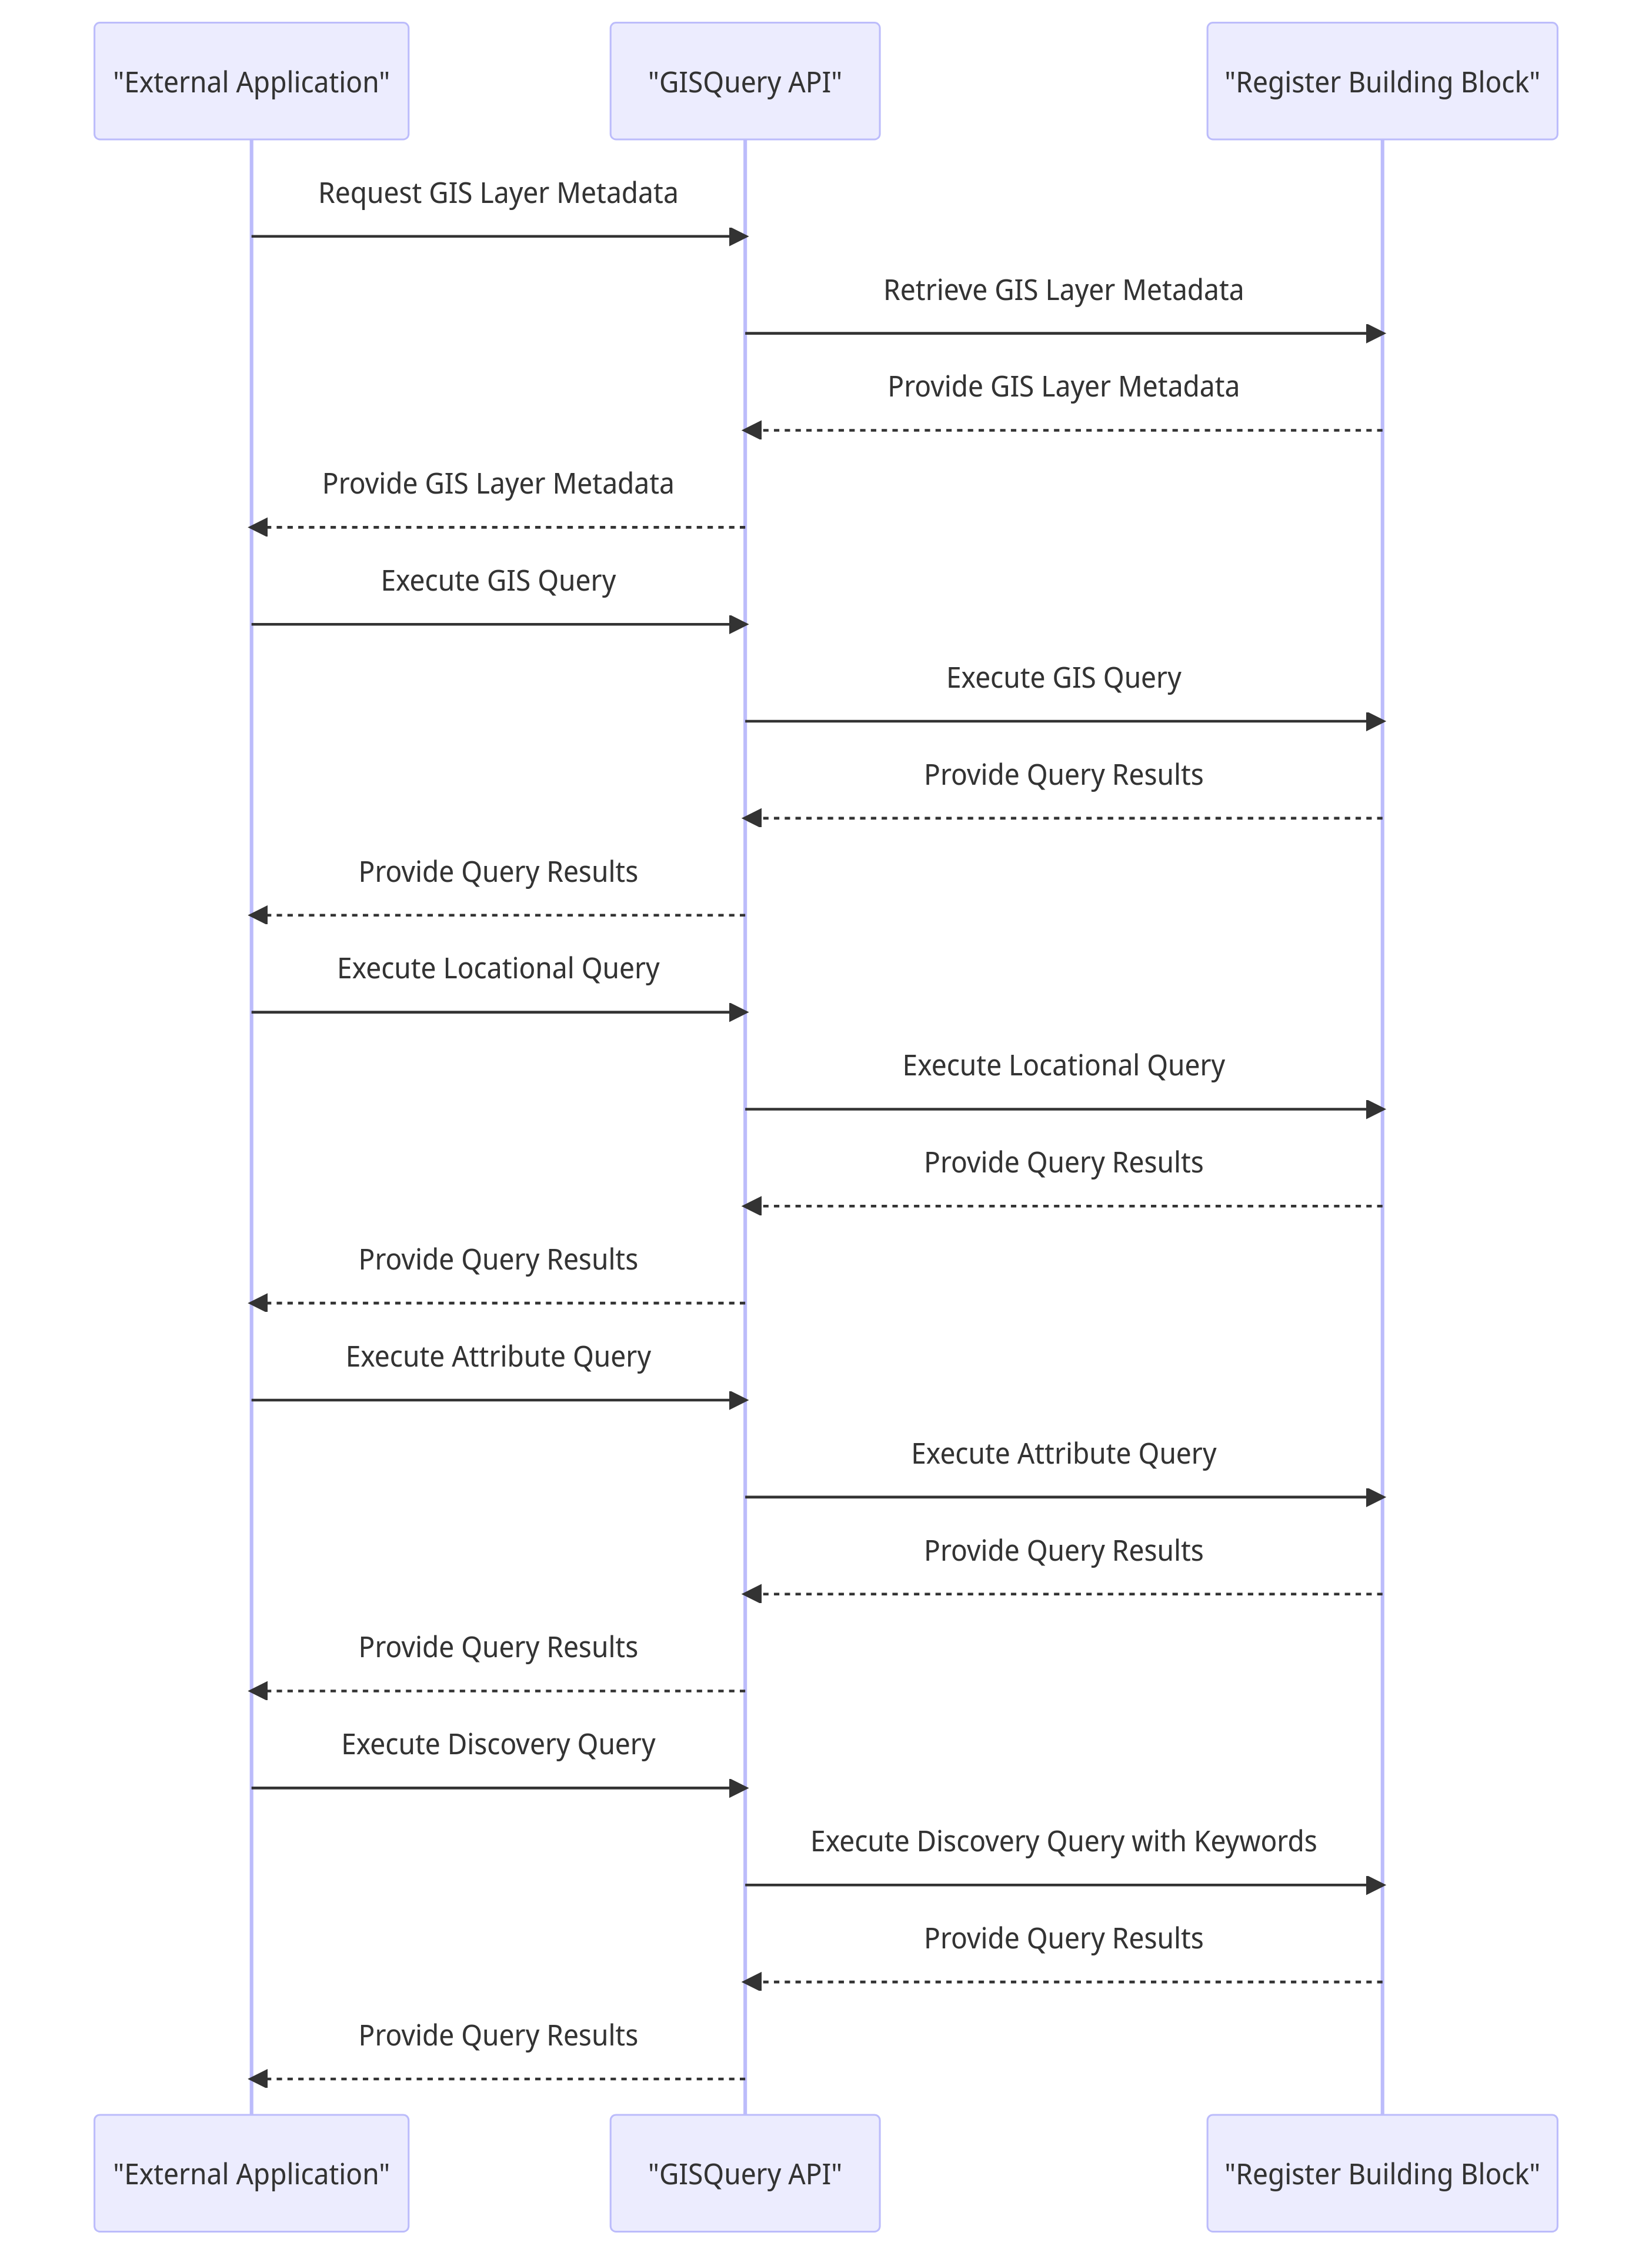 "External Application"
"GISQuery API"
"Register Building Block"
Request GIS Layer Metadata
Retrieve GIS Layer Metadata
Provide GIS Layer Metadata
Provide GIS Layer Metadata
Execute GIS Query
Execute GIS Query
Provide Query Results
Provide Query Results
Execute Locational Query
Execute Locational Query
Provide Query Results
Provide Query Results
Execute Attribute Query
Execute Attribute Query
Provide Query Results
Provide Query Results
Execute Discovery Query
Execute Discovery Query with Keywords
Provide Query Results
Provide Query Results
"External Application"
"GISQuery API"
"Register Building Block"